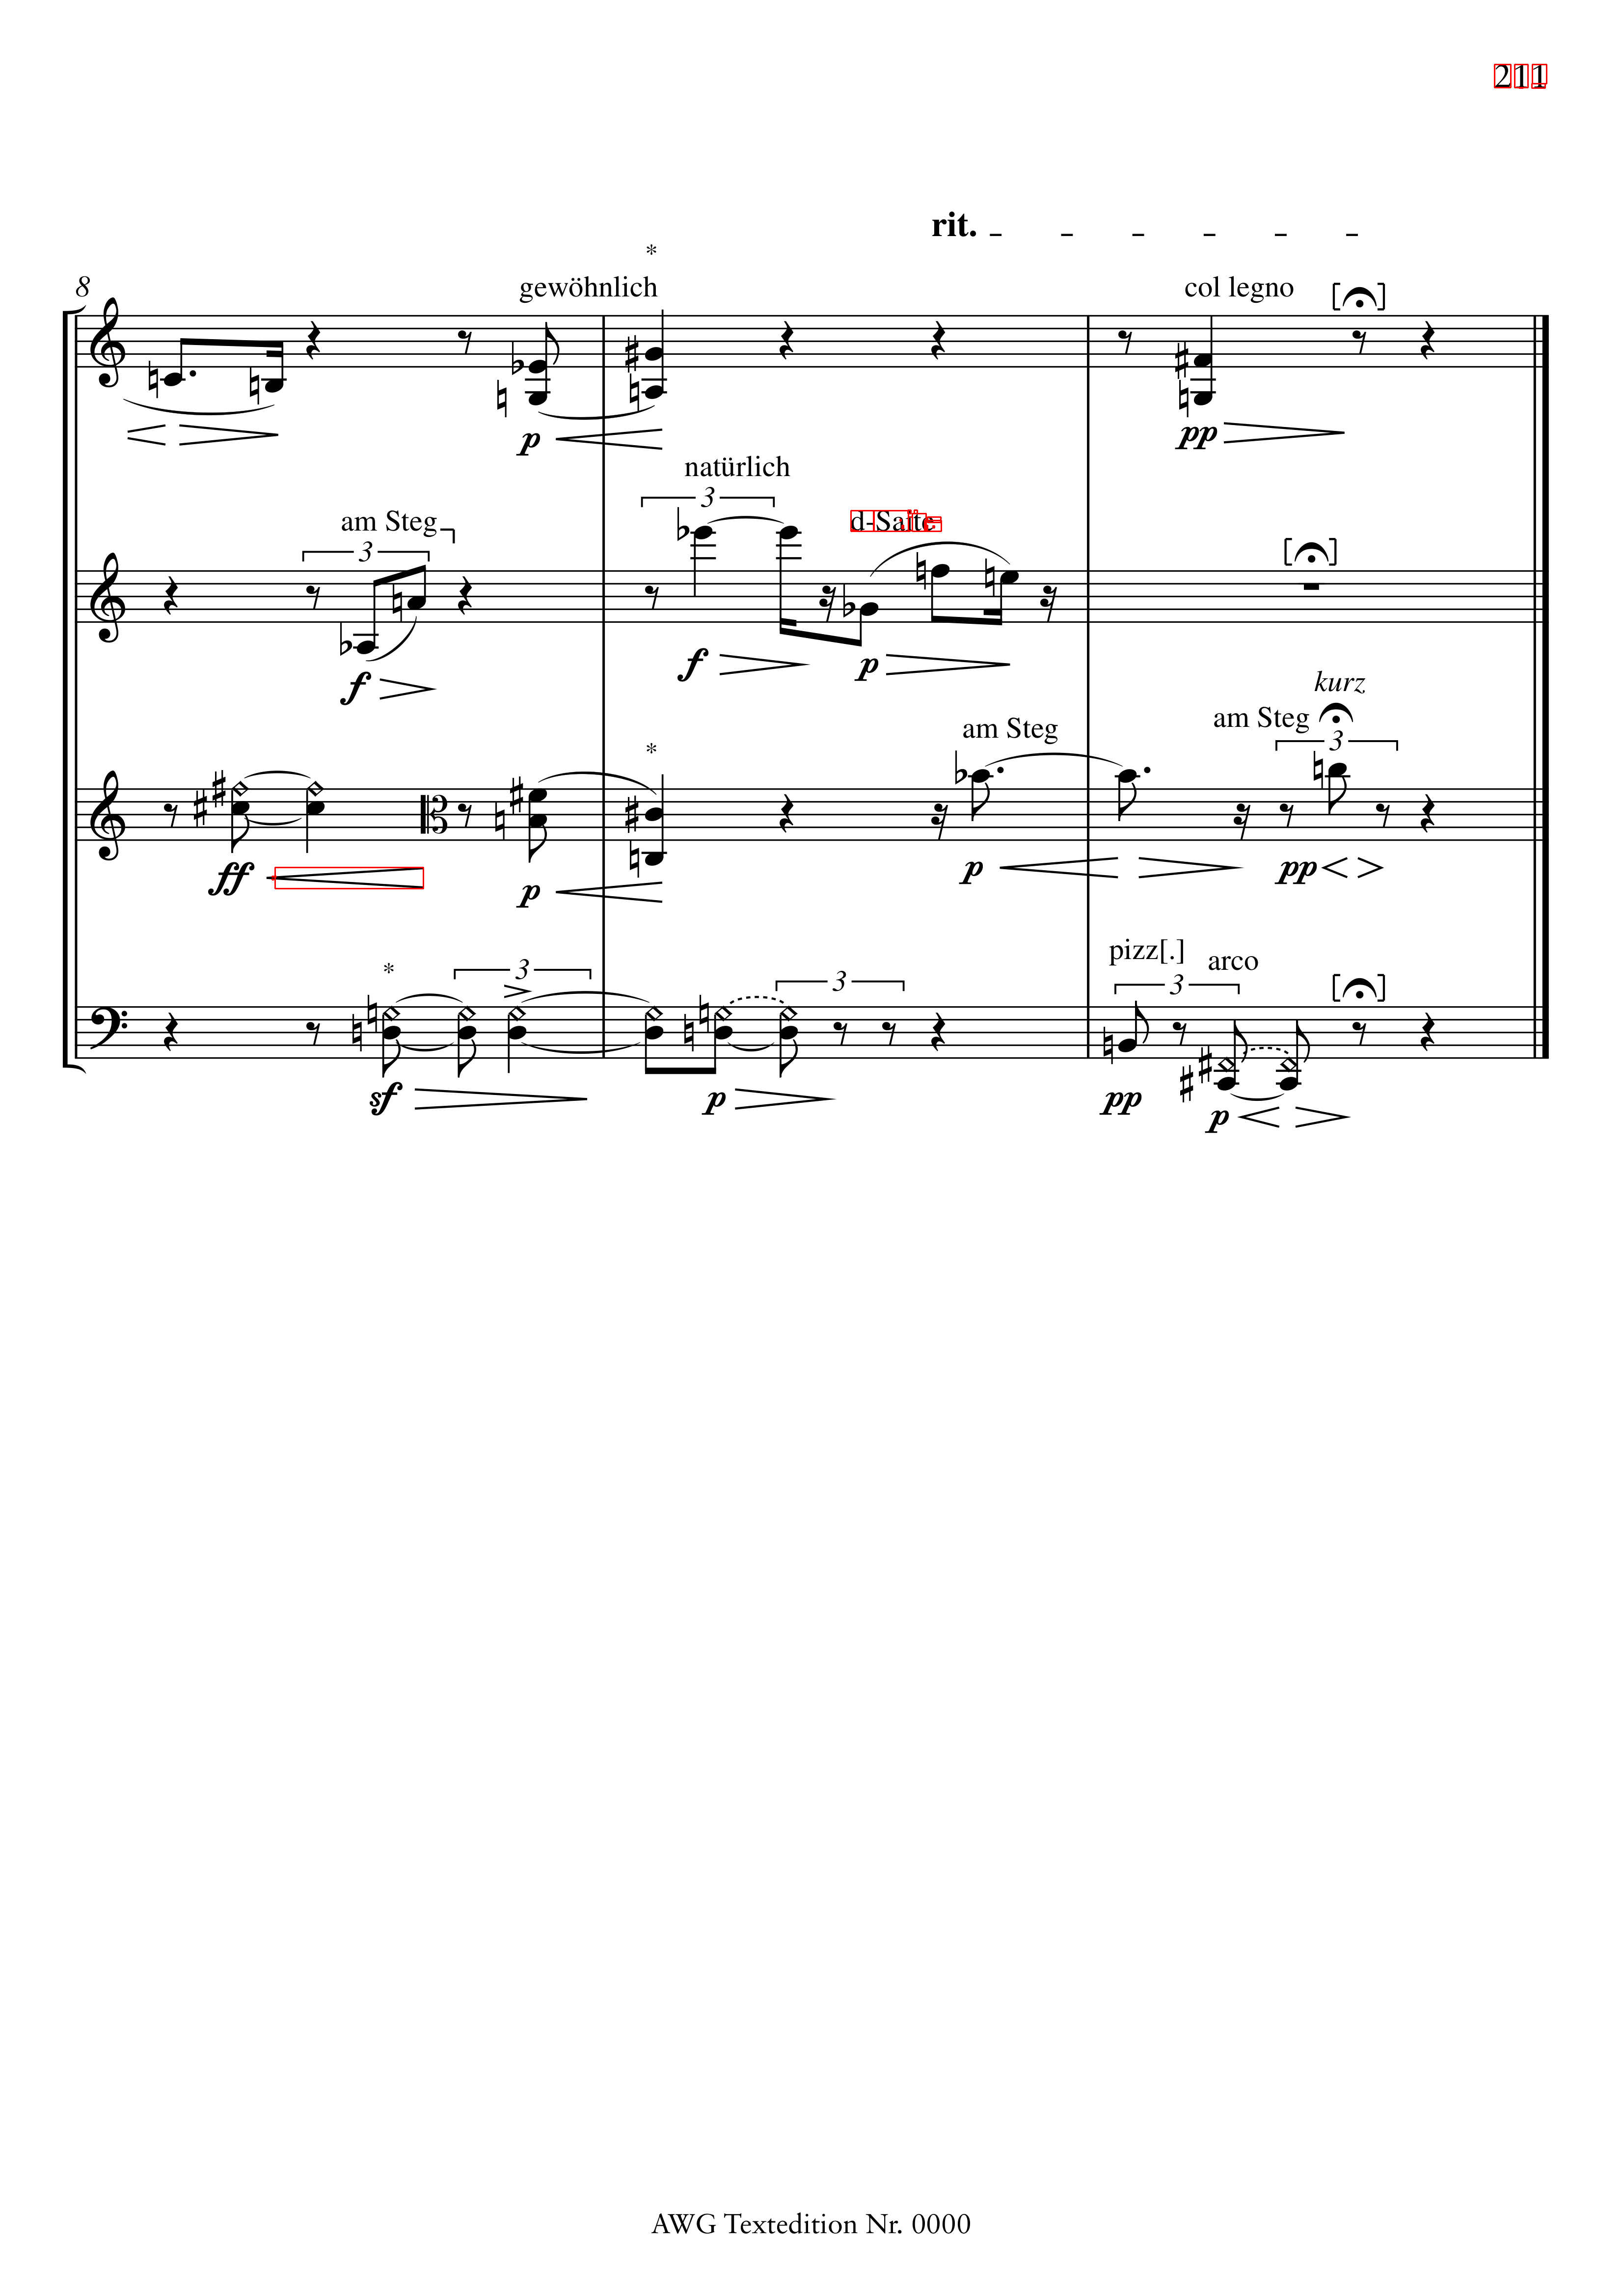 211
rit.
*
8
gewöhnlich
col legno
p
pp
natürlich
3
am Steg
d-Saite
3
f
p
f
kurz
am Steg
am Steg
*
3
ff
p
p
pp
pizz[.]
arco
*
3
3
3
sf
p
pp
p
AWG Textedition Nr. 0000